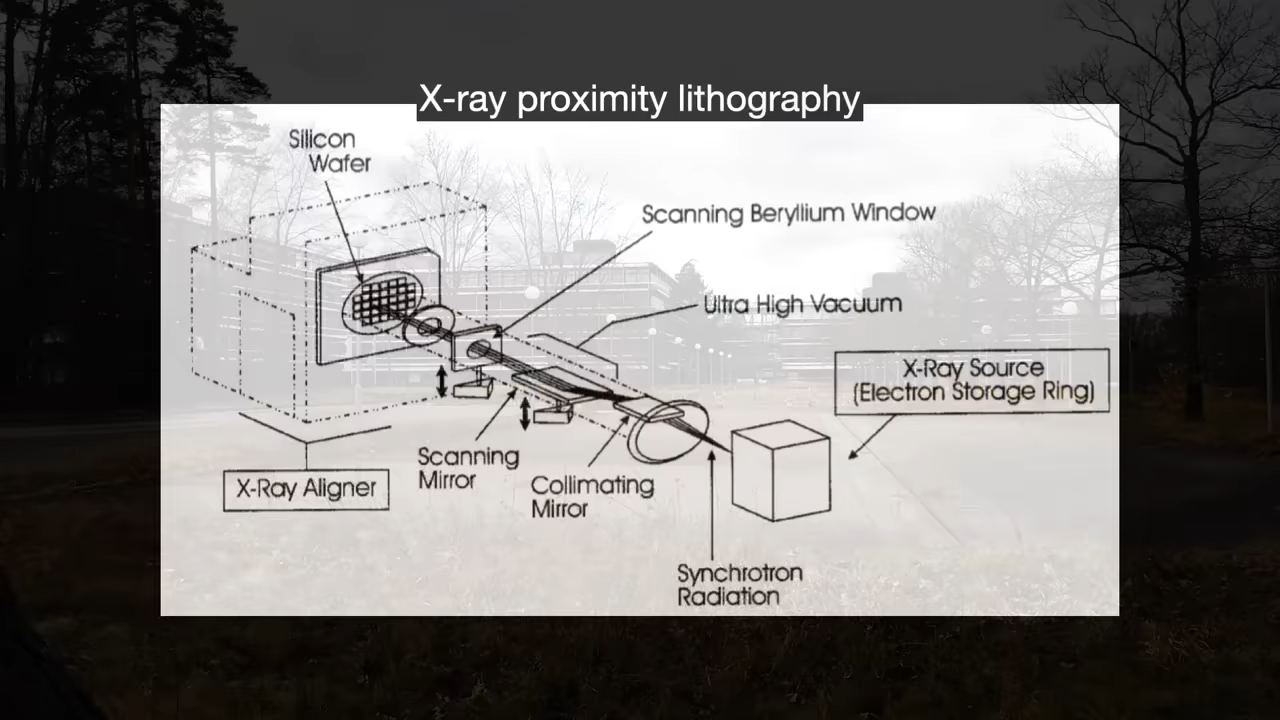 X-ray proximity lithography
Silicon
Wafer
Scanning Beryllium Window
Ultra High Vacuum
X-Ray Source
(Electron Storage Ring)
Scanning
Mirror
Collimating
Mirror
X-Ray Aligner
Synchrotron
Radiation